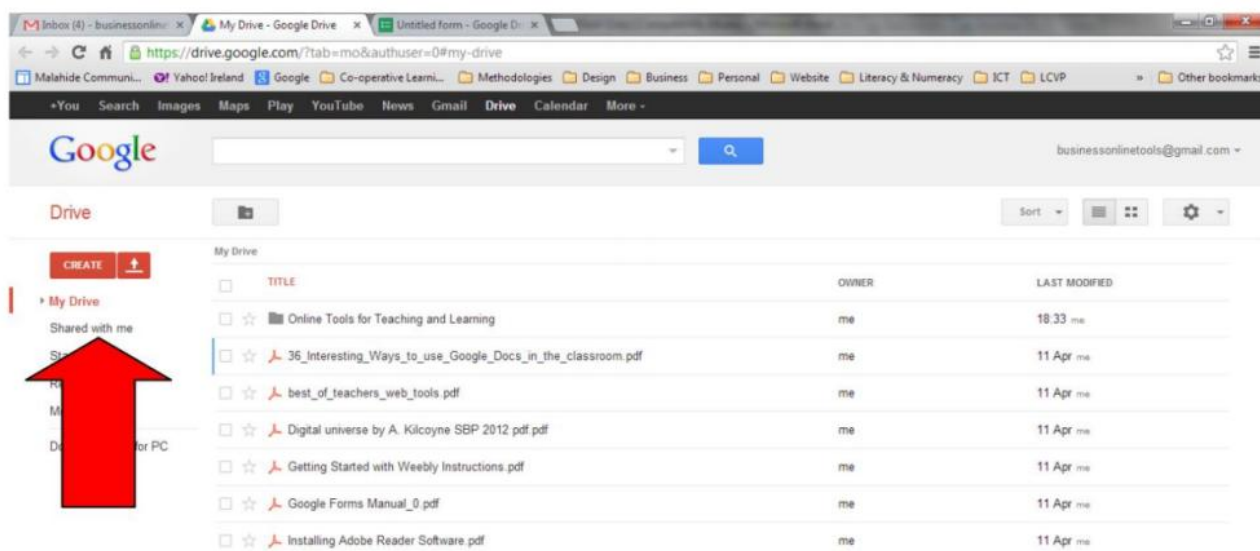 Inbox (4) - businessonline × My Drive - Google Drive × Untitled form - Google Dr ×
https://drive.google.com/?tab=mo&authuser=0#my-drive
Malahide Communi... Yahoo! Ireland Google Co-operative Learni... Methodologies Design Business Personal Website Literacy & Numeracy ICT LCVP » Other bookmarks
+You Search Images Maps Play YouTube News Gmail Drive Calendar More
Google businessonlinetools@gmail.com
Drive Sort
CREATE My Drive
TITLE OWNER LAST MODIFIED
My Drive
Online Tools for Teaching and Learning me 18:33 me
Shared with me
36_Interesting_Ways_to_use_Google_Docs_in_the_classroom.pdf me 11 Apr me
best_of_teachers_web_tools.pdf me 11 Apr me
Digital universe by A. Kilcoyne SBP 2012 pdf.pdf me 11 Apr me
for PC
Getting Started with Weebly Instructions.pdf me 11 Apr me
Google Forms Manual_0.pdf me 11 Apr me
Installing Adobe Reader Software.pdf me 11 Apr me